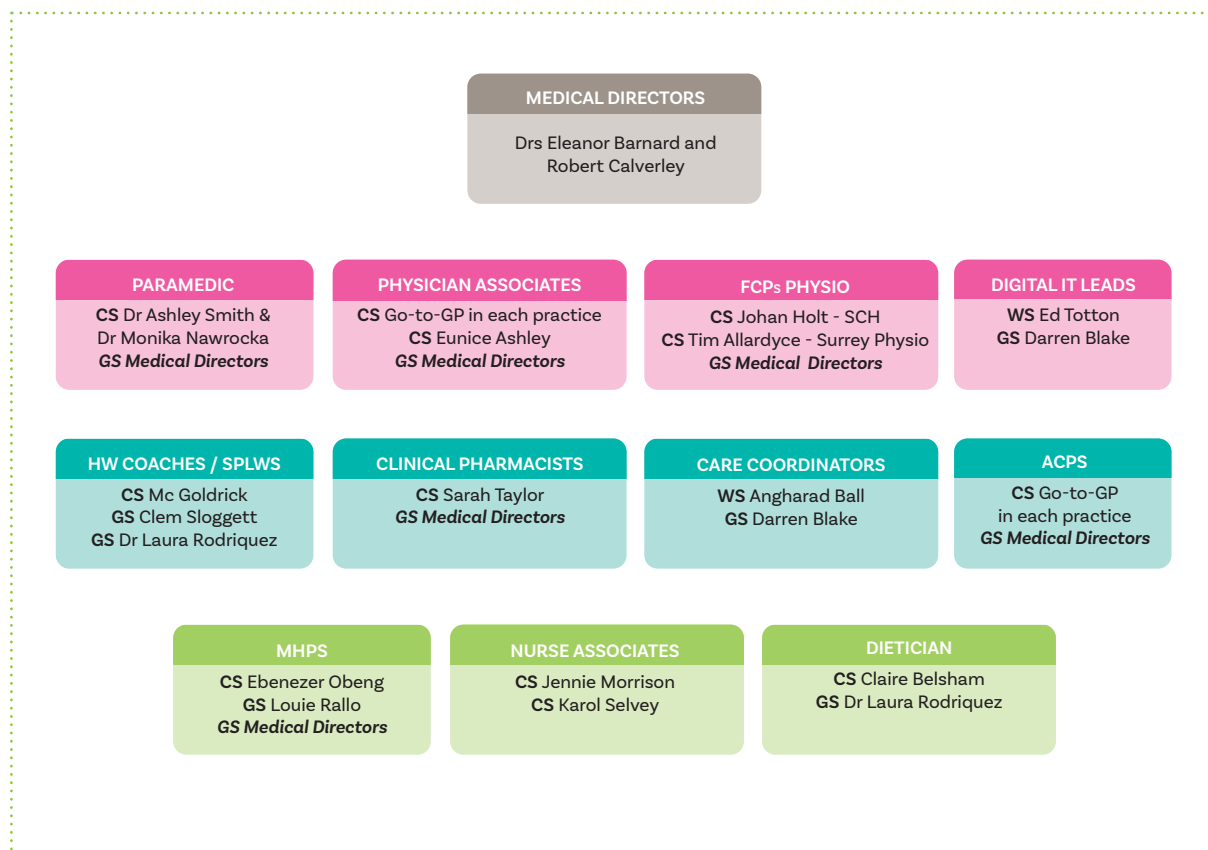 MEDICAL DIRECTORS
Drs Eleanor Barnard and
Robert Calverley
PARAMEDIC
CS Dr Ashley Smith &
Dr Monika Nawrocka
GS Medical Directors
PHYSICIAN ASSOCIATES
CS Go-to-GP in each practice
CS Eunice Ashley
GS Medical Directors
FCPs PHYSIO
CS Johan Holt - SCH
CS Tim Allardyce - Surrey Physio
GS Medical Directors
DIGITAL IT LEADS
WS Ed Totton
GS Darren Blake
HW COACHES / SPLWS
CS Mc Goldrick
GS Clem Sloggett
GS Dr Laura Rodriquez
CLINICAL PHARMACISTS
CS Sarah Taylor
GS Medical Directors
CARE COORDINATORS
WS Angharad Ball
GS Darren Blake
ACPS
CS Go-to-GP
in each practice
GS Medical Directors
MHPS
CS Ebenezer Obeng
GS Louie Rallo
GS Medical Directors
NURSE ASSOCIATES
CS Jennie Morrison
CS Karol Selvey
DIETICIAN
CS Claire Belsham
GS Dr Laura Rodriquez